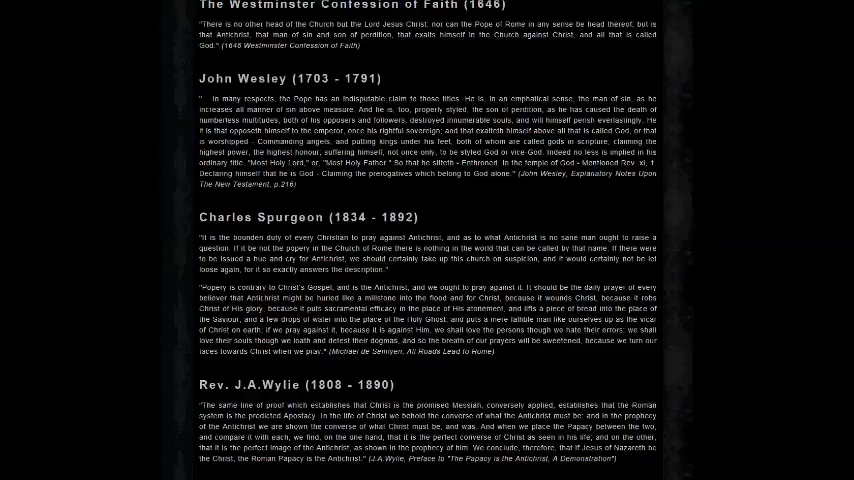 The Westminster Confession of Faith (1646)
"There is no other head of the Church but the Lord Jesus Christ: nor can the Pope of Rome in any sense be head thereof; but is
that Antichrist, that man of sin and son of perdition, that exalts himself in the Church against Christ, and all that is called
God." (1646 Westminster Confession of Faith)
John Wesley (1703 - 1791)
" In many respects, the Pope has an indisputable claim to those titles. He is, in an emphatical sense, the man of sin, as he
increases all manner of sin above measure. And he is, too, properly styled, the son of perdition, as he has caused the death of
numberless multitudes, both of his opposers and followers, destroyed innumerable souls, and will himself perish everlastingly. He
it is that opposeth himself to the emperor, once his rightful sovereign; and that exalteth himself above all that is called God, or that
is worshipped - Commanding angels, and putting kings under his feet, both of whom are called gods in scripture; claiming the
highest power, the highest honour; suffering himself, not once only, to be styled God or vice-God. Indeed no less is implied in his
ordinary title, "Most Holy Lord," or, "Most Holy Father." So that he sitteth - Enthroned. In the temple of God - Mentioned Rev. xi, 1.
Declaring himself that he is God - Claiming the prerogatives which belong to God alone." (John Wesley, Explanatory Notes Upon
The New Testament, p.216)
Charles Spurgeon (1834 - 1892)
"It is the bounden duty of every Christian to pray against Antichrist, and as to what Antichrist is no sane man ought to raise a
question. If it be not the popery in the Church of Rome there is nothing in the world that can be called by that name. If there were
to be issued a hue and cry for Antichrist, we should certainly take up this church on suspicion, and it would certainly not be let
loose again, for it so exactly answers the description."
"Popery is contrary to Christ's Gospel, and is the Antichrist, and we ought to pray against it. It should be the daily prayer of every
believer that Antichrist might be hurled like a millstone into the flood and for Christ, because it wounds Christ, because it robs
Christ of His glory, because it puts sacramental efficacy in the place of His atonement, and lifts a piece of bread into the place of
the Saviour, and a few drops of water into the place of the Holy Ghost, and puts a mere fallible man like ourselves up as the vicar
of Christ on earth; if we pray against it, because it is against Him, we shall love the persons though we hate their errors; we shall
love their souls though we loath and detest their dogmas, and so the breath of our prayers will be sweetened, because we turn our
faces towards Christ when we pray." (Michael de Semlyen, All Roads Lead to Rome)
Rev. J.A.Wylie (1808 - 1890)
"The same line of proof which establishes that Christ is the promised Messiah, conversely applied, establishes that the Roman
system is the predicted Apostacy. In the life of Christ we behold the converse of what the Antichrist must be; and in the prophecy
of the Antichrist we are shown the converse of what Christ must be, and was. And when we place the Papacy between the two,
and compare it with each, we find, on the one hand, that it is the perfect converse of Christ as seen in his life; and on the other,
that it is the perfect image of the Antichrist, as shown in the prophecy of him. We conclude, therefore, that if Jesus of Nazareth be
the Christ, the Roman Papacy is the Antichrist." (J.A.Wylie, Preface to "The Papacy is the Antichrist, A Demonstration")